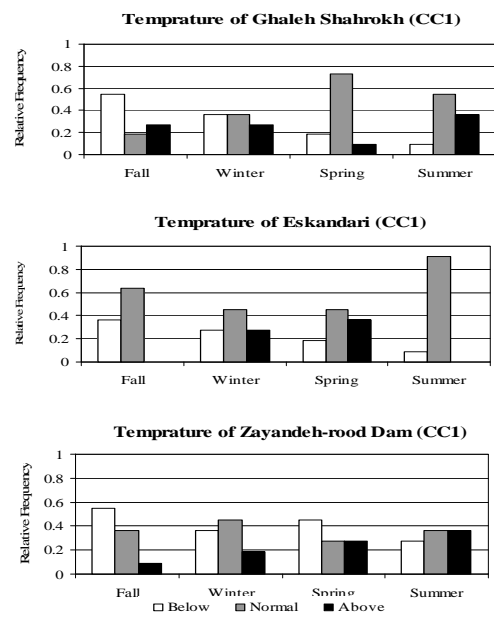 Temprature of Ghaleh Shahrokh (CC1)
Relative Frequency
1
0.8
0.6
0.4
0.2
0
Fall Winter Spring Summer
Temprature of Eskandari (CC1)
Relative Frequency
1
0.8
0.6
0.4
0.2
0
Fall Winter Spring Summer
Temprature of Zayandeh-rood Dam (CC1)
Relative Frequency
1
0.8
0.6
0.4
0.2
0
Fall Winter Spring Summer
Below Normal Above